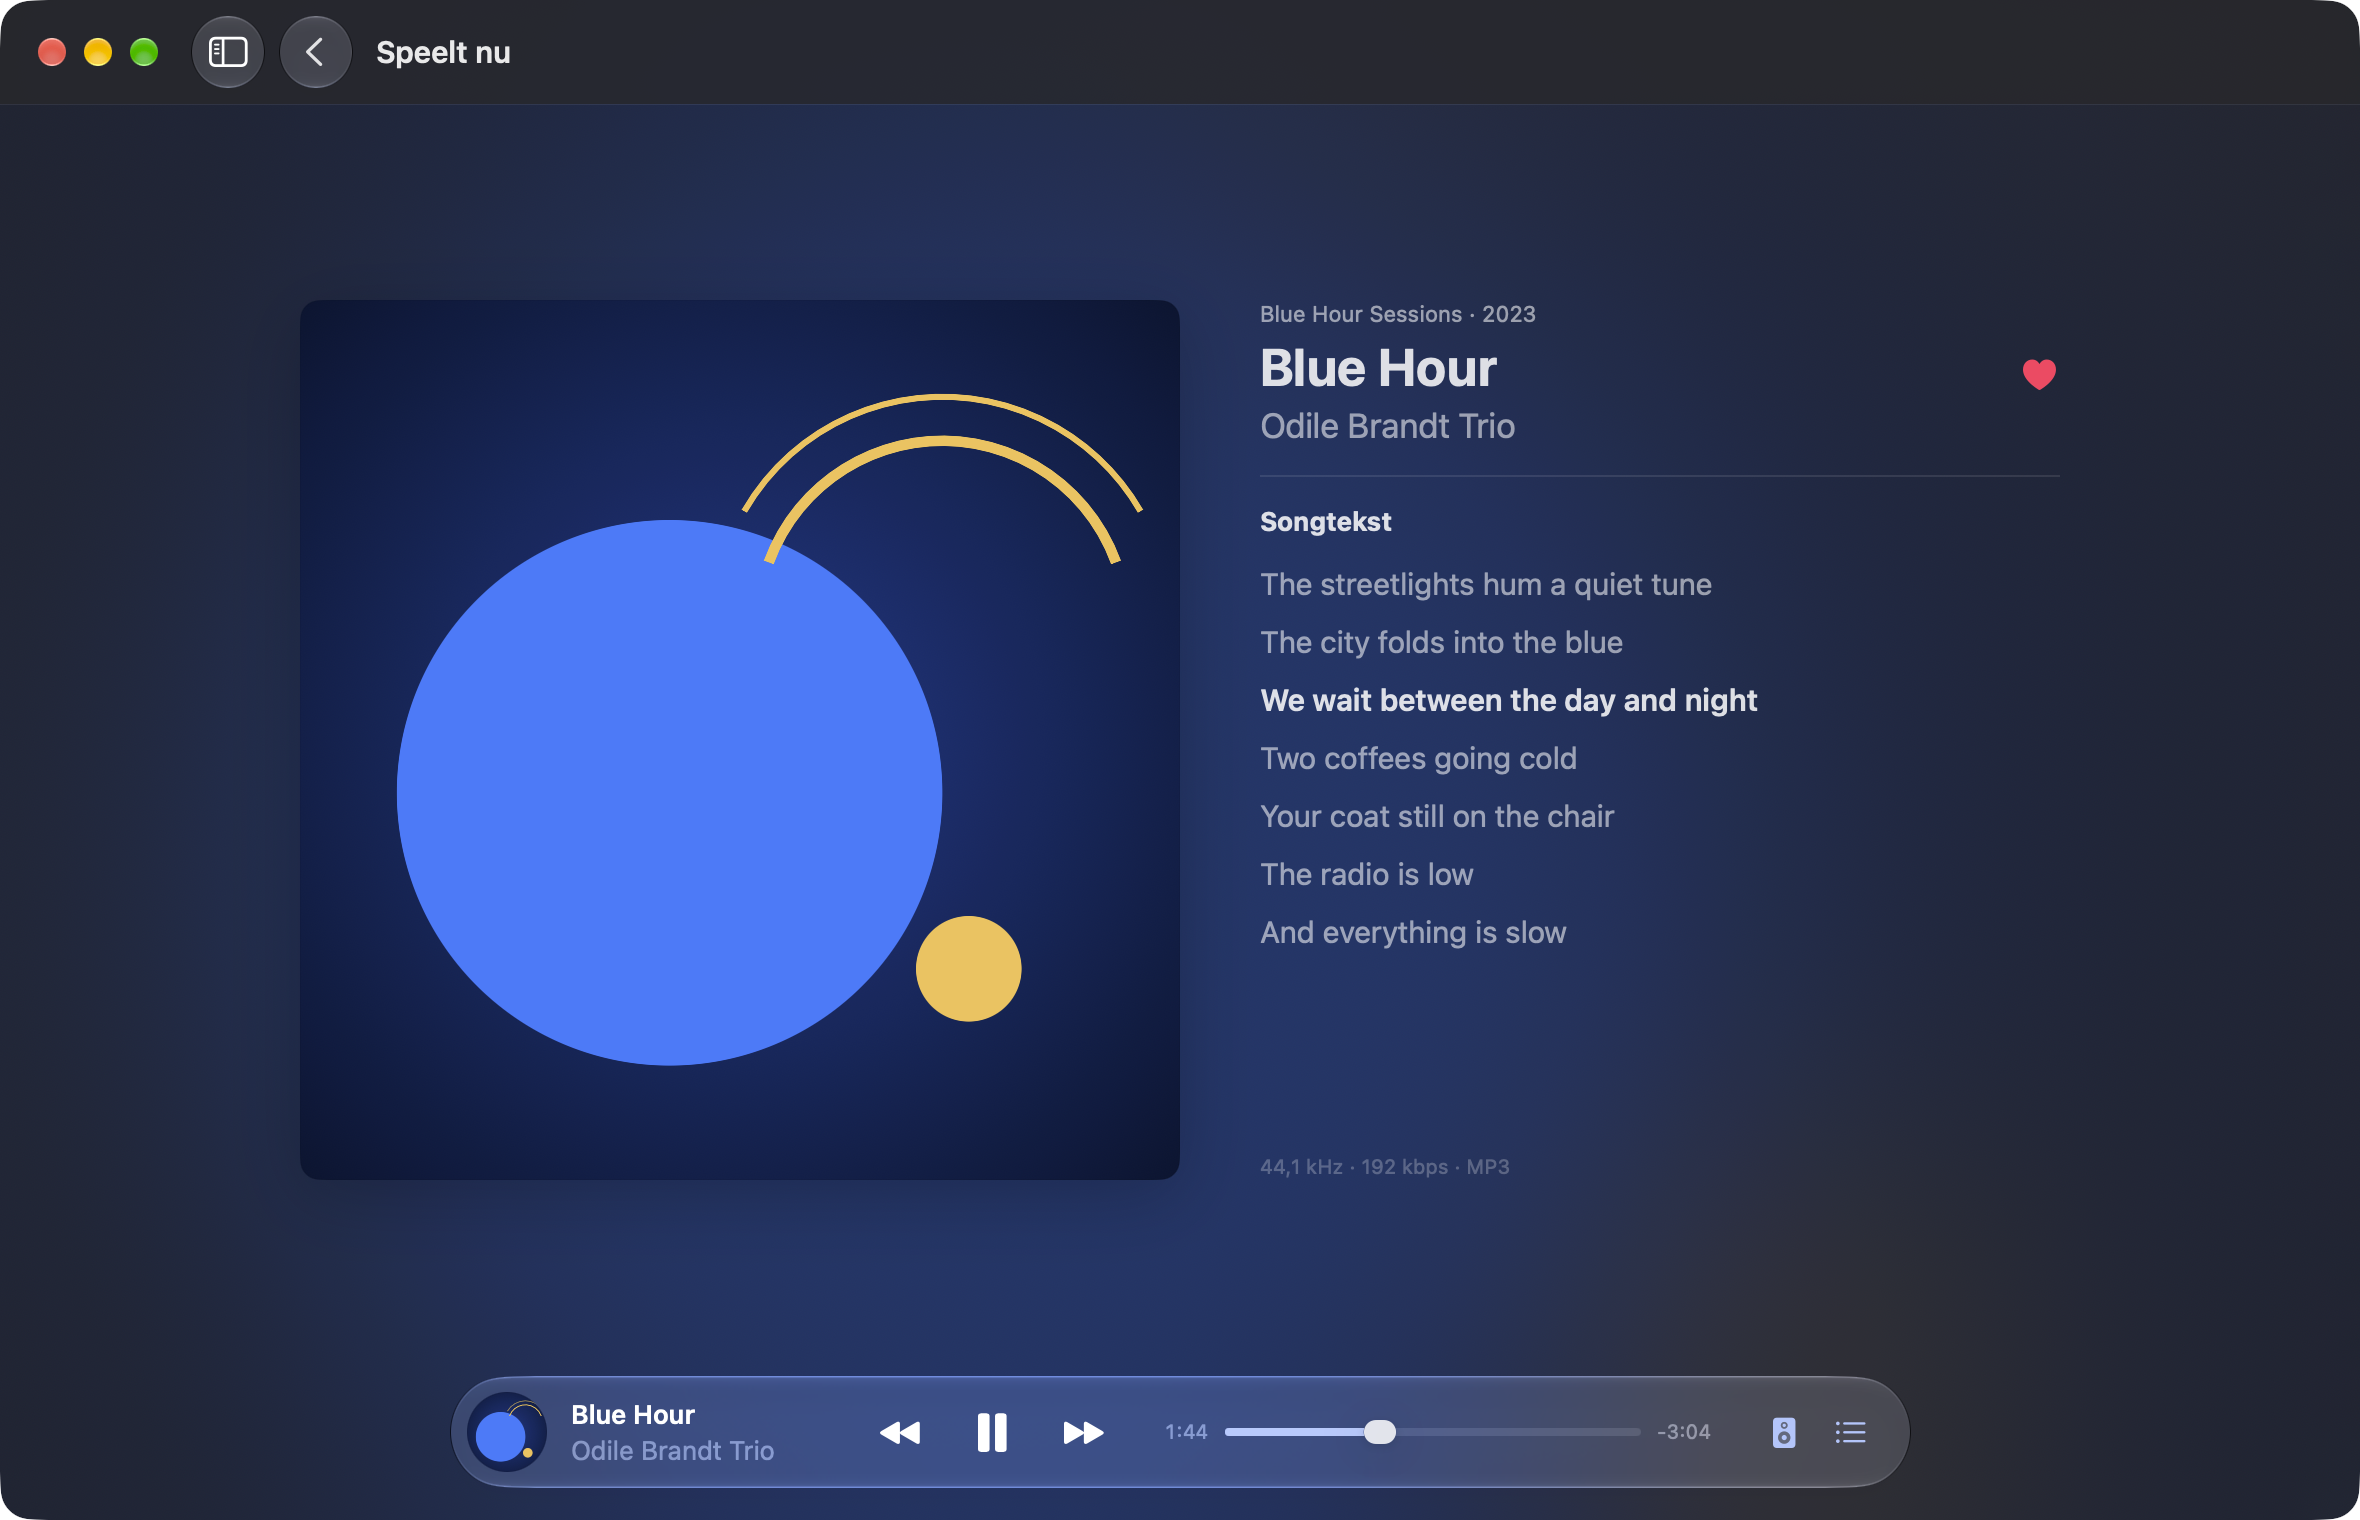 Speelt nu
Blue Hour Sessions · 2023
Blue Hour
Odile Brandt Trio
Songtekst
The streetlights hum a quiet tune
The city folds into the blue
We wait between the day and night
Two coffees going cold
Your coat still on the chair
The radio is low
And everything is slow
44,1 kHz · 192 kbps · MP3
Blue Hour
Odile Brandt Trio
1:44
-3:04